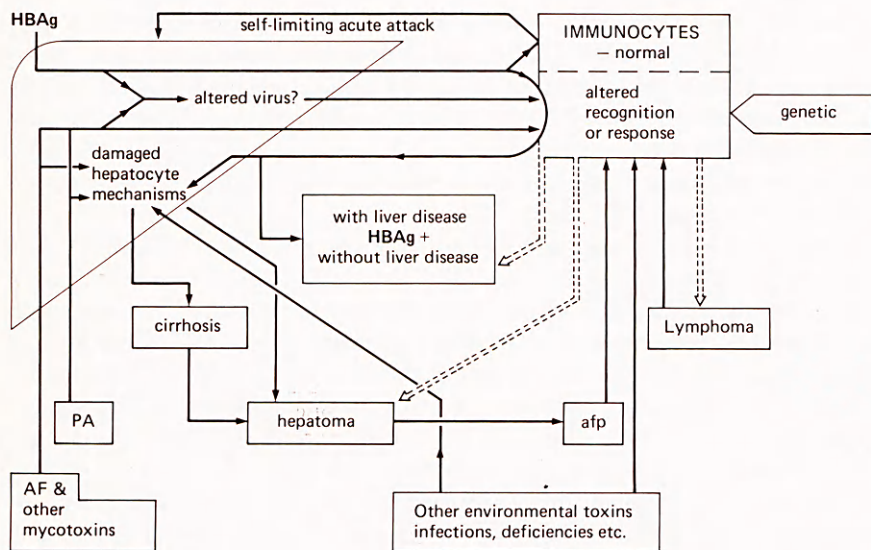 HBAg
self-limiting acute attack
IMMUNOCYTES
– normal
altered virus?
altered
recognition
or response
genetic
damaged
hepatocyte
mechanisms
with liver disease
HBAg +
without liver disease
cirrhosis
Lymphoma
PA
hepatoma
afp
AF &
other
mycotoxins
Other environmental toxins
infections, deficiencies etc.